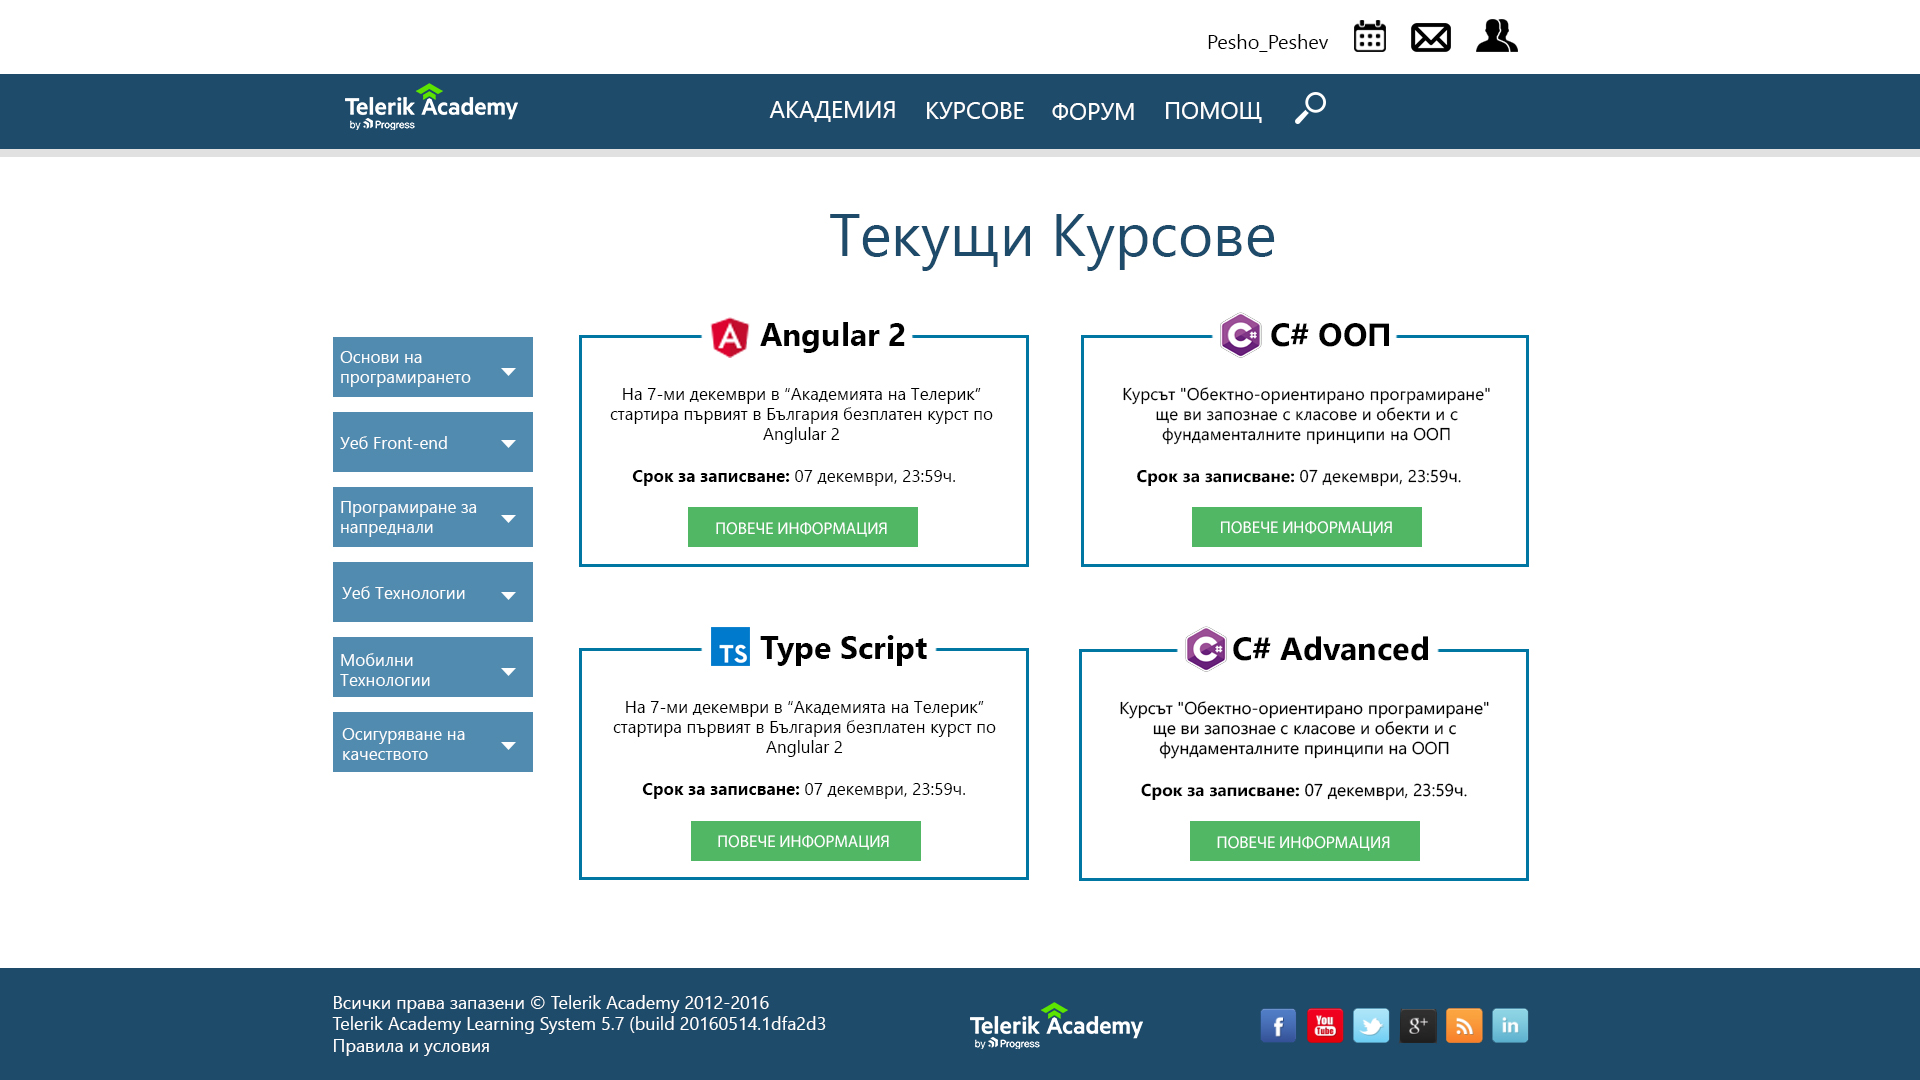 Pesho_Peshev
Telerik Academy
by Progress
АКАДЕМИЯ КУРСОВЕ ФОРУМ ПОМОЩ
Текущи Курсове
Основи на
програмирането
Уеб Front-end
Програмиране за
напреднали
Уеб Технологии
Мобилни
Технологии
Осигуряване на
качеството
Angular 2
На 7-ми декември в “Академията на Телерик”
стартира първият в България безплатен курст по
Anglular 2
Срок за записване: 07 декември, 23:59ч.
ПОВЕЧЕ ИНФОРМАЦИЯ
C# ООП
Курсът "Обектно-ориентирано програмиране"
ще ви запознае с класове и обекти и с
фундаменталните принципи на ООП
Срок за записване: 07 декември, 23:59ч.
ПОВЕЧЕ ИНФОРМАЦИЯ
TS Type Script
На 7-ми декември в “Академията на Телерик”
стартира първият в България безплатен курст по
Anglular 2
Срок за записване: 07 декември, 23:59ч.
ПОВЕЧЕ ИНФОРМАЦИЯ
C# Advanced
Курсът "Обектно-ориентирано програмиране"
ще ви запознае с класове и обекти и с
фундаменталните принципи на ООП
Срок за записване: 07 декември, 23:59ч.
ПОВЕЧЕ ИНФОРМАЦИЯ
Всички права запазени © Telerik Academy 2012-2016
Telerik Academy Learning System 5.7 (build 20160514.1dfa2d3
Правила и условия
Telerik Academy
by Progress
f You Tube g+ in